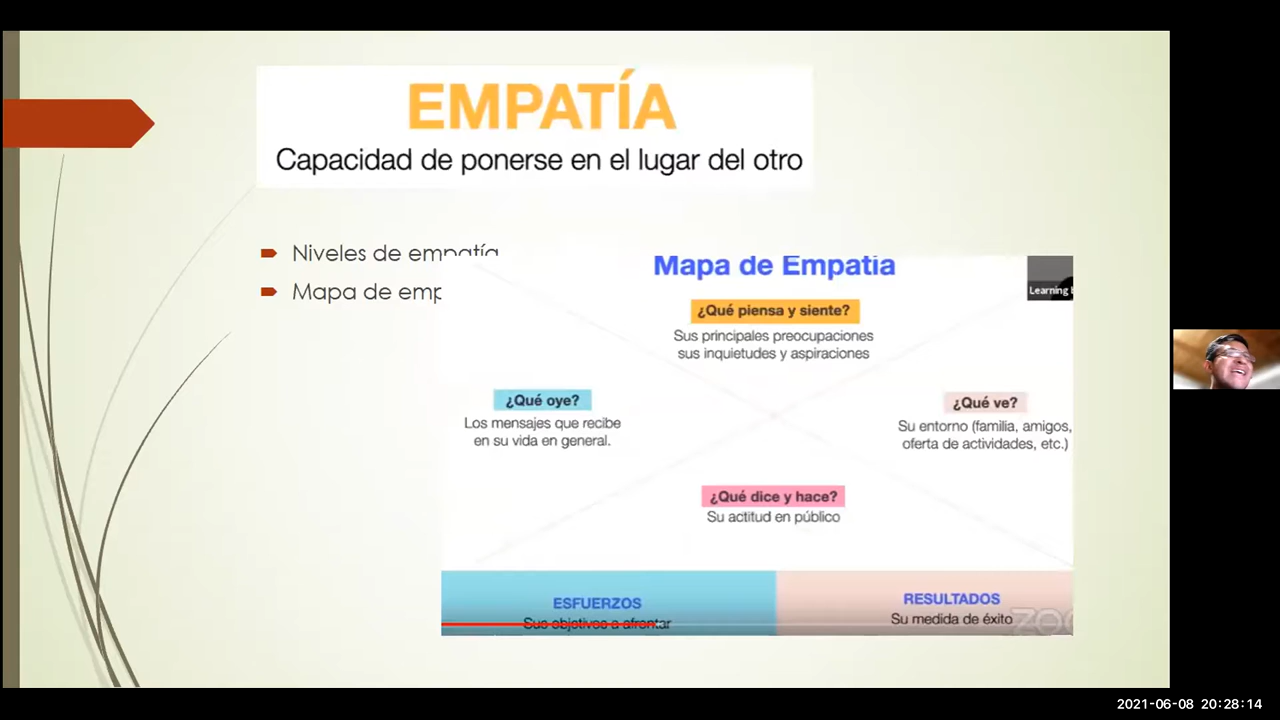 EMPATÍA
Capacidad de ponerse en el lugar del otro
Niveles de empatía
Mapa de emp
Mapa de Empatía
Learning
¿Qué piensa y siente?
Sus principales preocupaciones
sus inquietudes y aspiraciones
¿Qué oye?
Los mensajes que recibe
en su vida en general.
¿Qué ve?
Su entorno (familia, amigos,
oferta de actividades, etc.)
¿Qué dice y hace?
Su actitud en público
ESFUERZOS
Sus objetivos a afrontar
RESULTADOS
Su medida de éxito
ZOO
2021-06-08 20:28:14